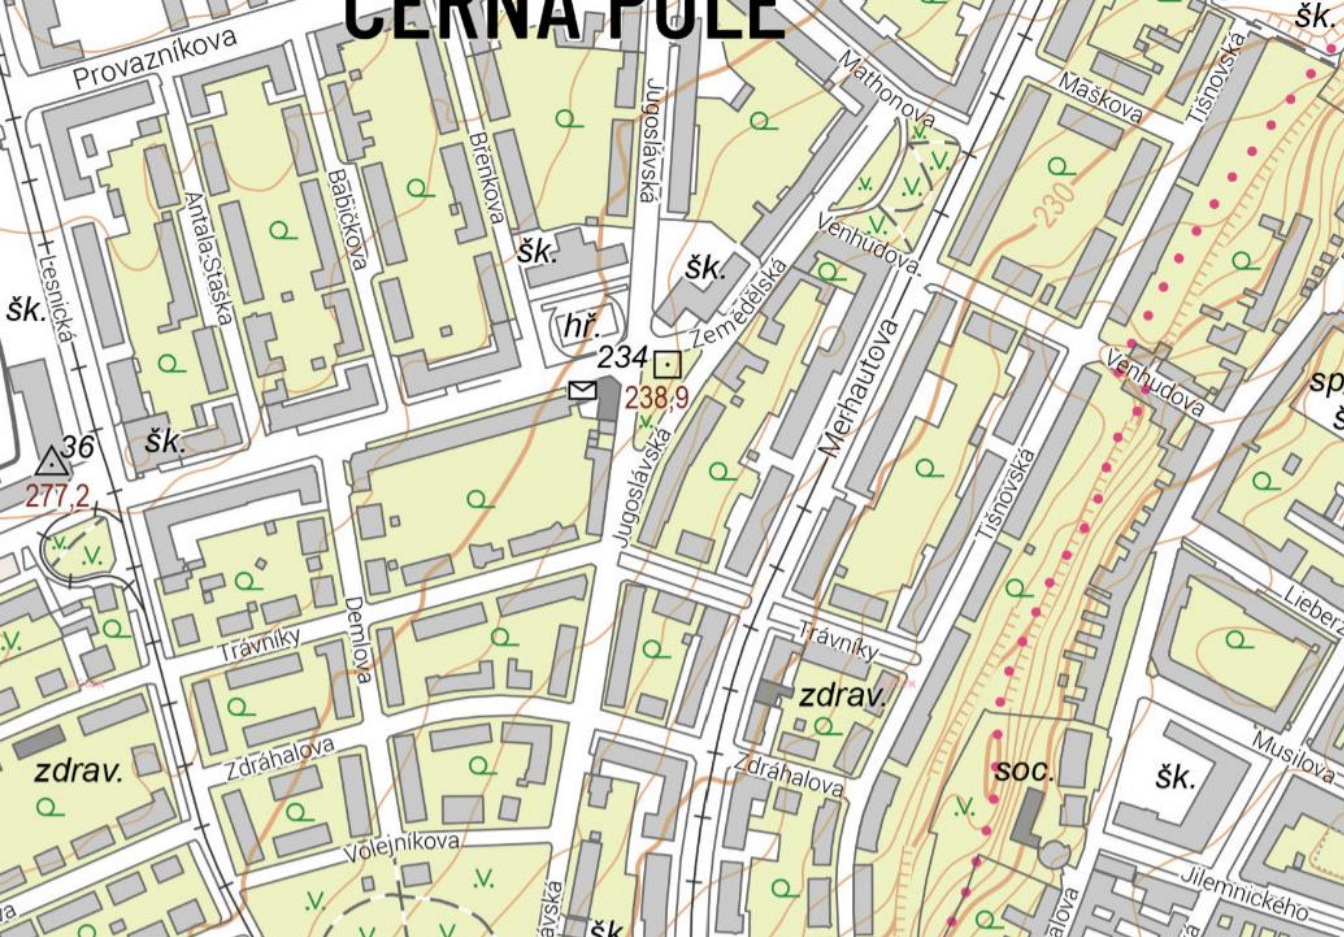 ČERNÁ POLE
šk.
Provazníkova
Mathonova
Maškova
Tišnovská
Jugoslávská
Břenkova
Babičkova
Antala Staška
Lesnická
230
Venhudova
šk.
šk.
šk.
Zemědělská
hř.
234
238,9
Merhautova
Venhudova
sp
36
šk.
277,2
Jugoslávská
Tišnovská
Demlova
Trávníky
Trávníky
zdrav.
Zdráhalova
zdrav.
Zdráhalova
soc.
šk.
Musilova
Volejníkova
Jilemnického
šk